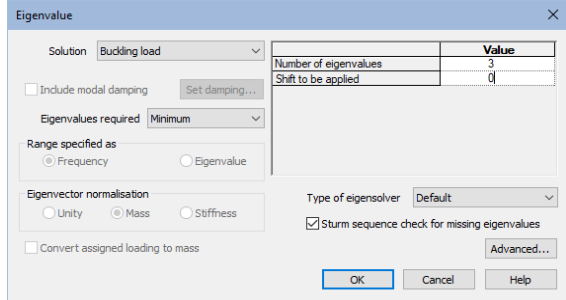 Eigenvalue
Solution Buckling load
Value
Number of eigenvalues 3
Shift to be applied 0
Include modal damping Set damping...
Eigenvalues required Minimum
Range specified as
Frequency Eigenvalue
Eigenvector normalisation
Unity Mass Stiffness
Type of eigensolver Default
Sturm sequence check for missing eigenvalues
Convert assigned loading to mass
Advanced...
OK Cancel Help